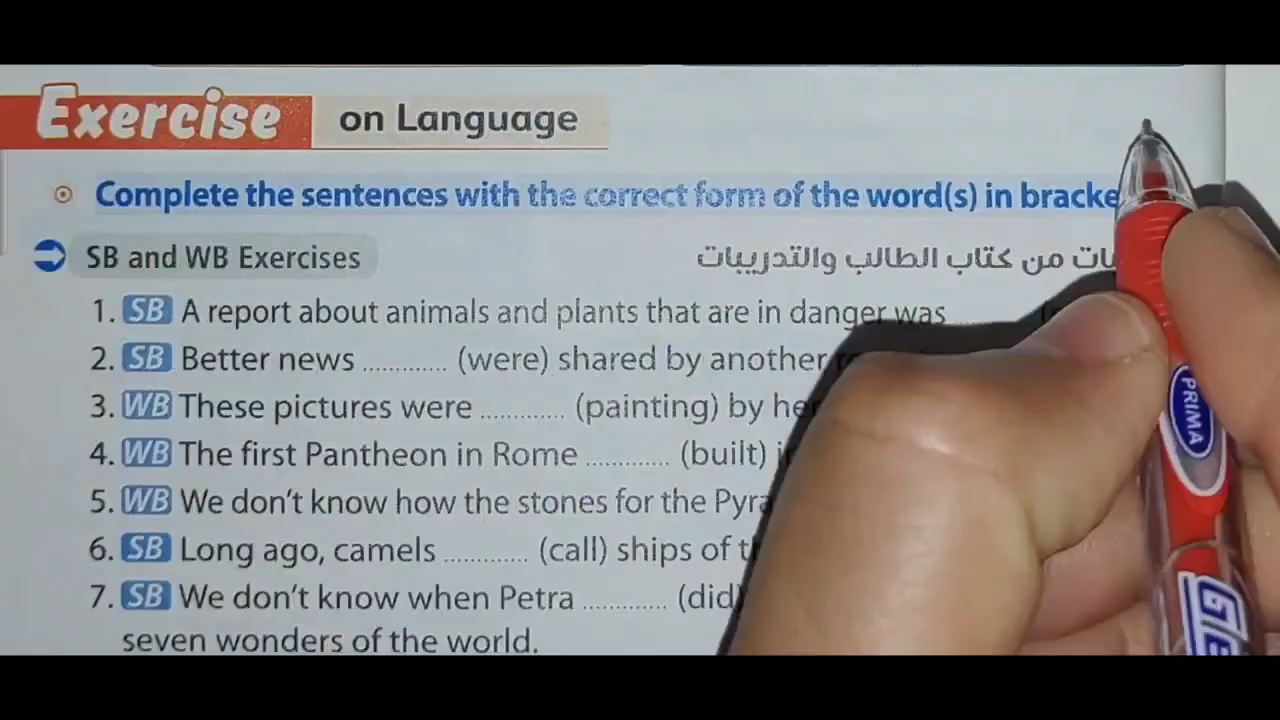 Exercise on Language
Complete the sentences with the correct form of the word(s) in
SB and WB Exercises
من كتاب الطالب والتدريبات
1. SB A report about animals and plants that are in danger was ............
2. SB Better news ............ (were) shared by another
3. WB These pictures were ............ (painting) by
4. WB The first Pantheon in Rome ............ (built)
5. WB We don't know how the stones for the
6. SB Long ago, camels ............ (call) ships of
7. SB We don't know when Petra ............ (did)
seven wonders of the world.
PRIMA